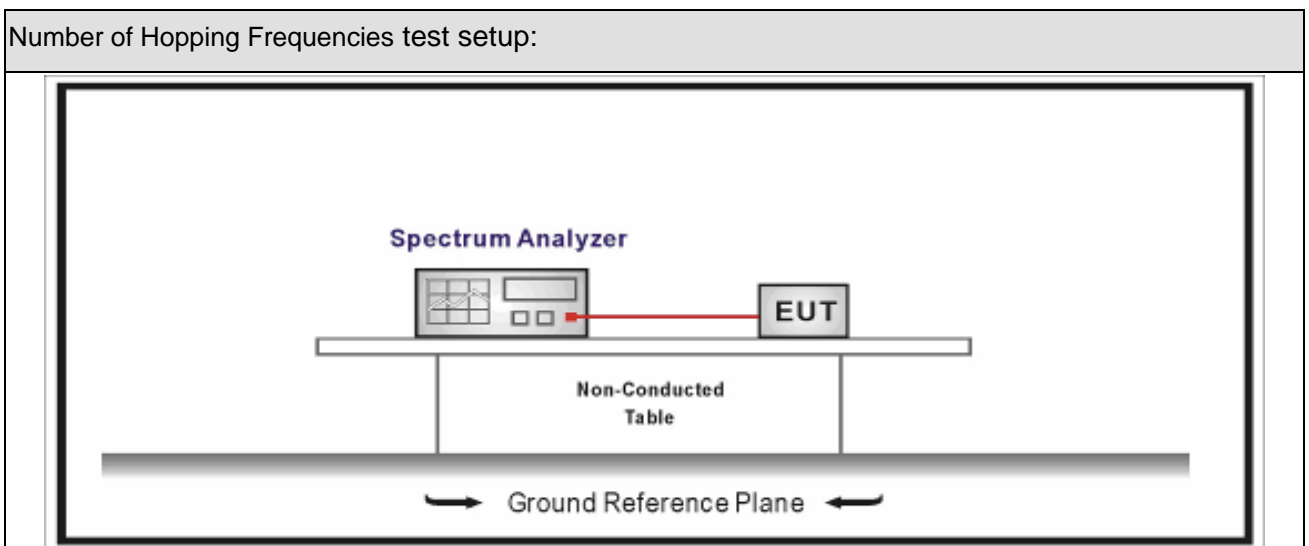 Number of Hopping Frequencies test setup:
Spectrum Analyzer
EUT
Non-Conducted
Table
Ground Reference Plane